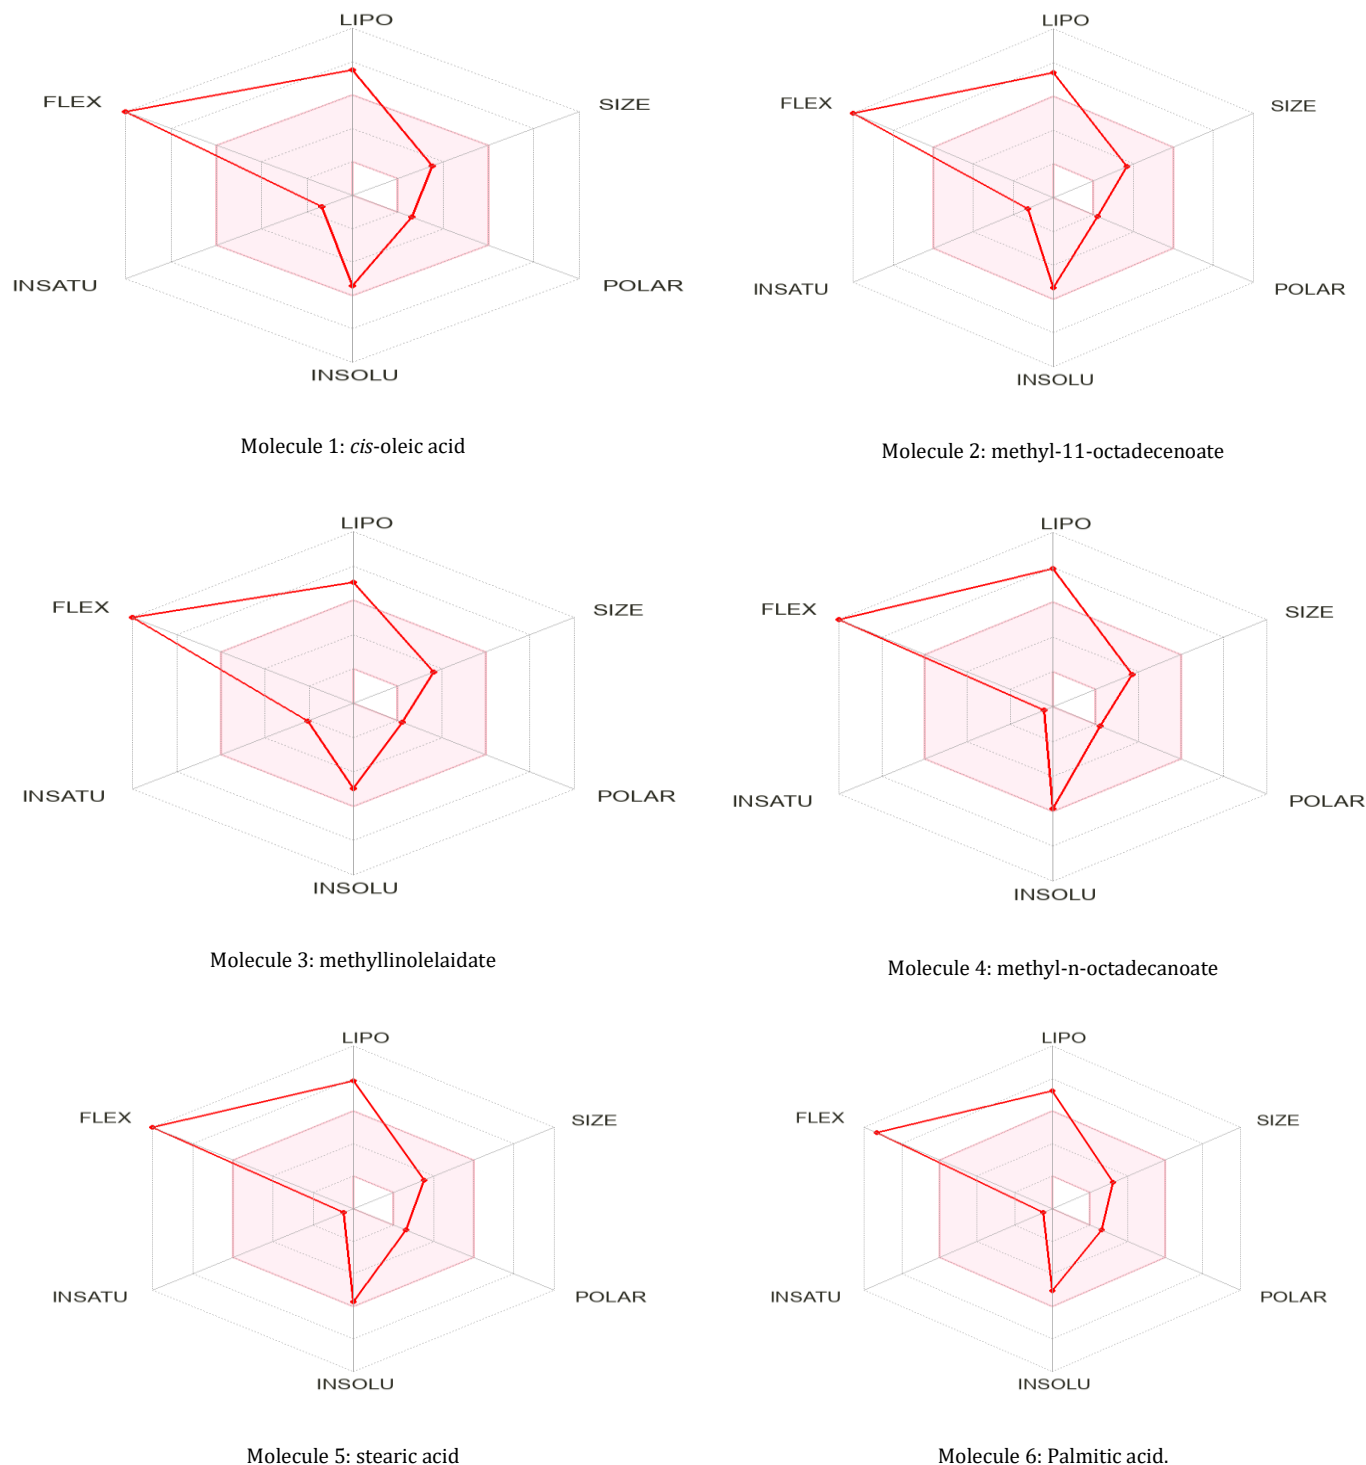 LIPO
FLEX
SIZE
INSATU
POLAR
INSOLU
Molecule 1: cis-oleic acid
LIPO
FLEX
SIZE
INSATU
POLAR
INSOLU
Molecule 2: methyl-11-octadecenoate
LIPO
FLEX
SIZE
INSATU
POLAR
INSOLU
Molecule 3: methyllinolelaidate
LIPO
FLEX
SIZE
INSATU
POLAR
INSOLU
Molecule 4: methyl-n-octadecanoate
LIPO
FLEX
SIZE
INSATU
POLAR
INSOLU
Molecule 5: stearic acid
LIPO
FLEX
SIZE
INSATU
POLAR
INSOLU
Molecule 6: Palmitic acid.